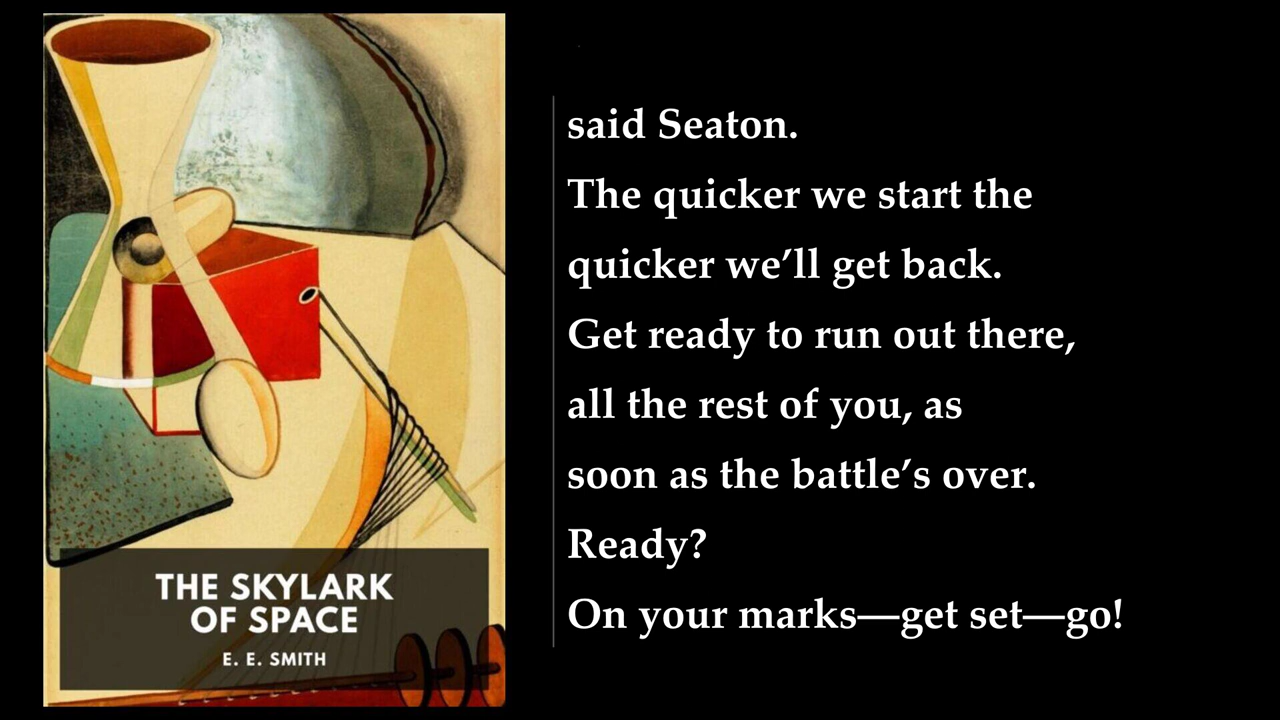 THE SKYLARK
OF SPACE
E. E. SMITH
said Seaton.
The quicker we start the
quicker we’ll get back.
Get ready to run out there,
all the rest of you, as
soon as the battle’s over.
Ready?
On your marks—get set—go!